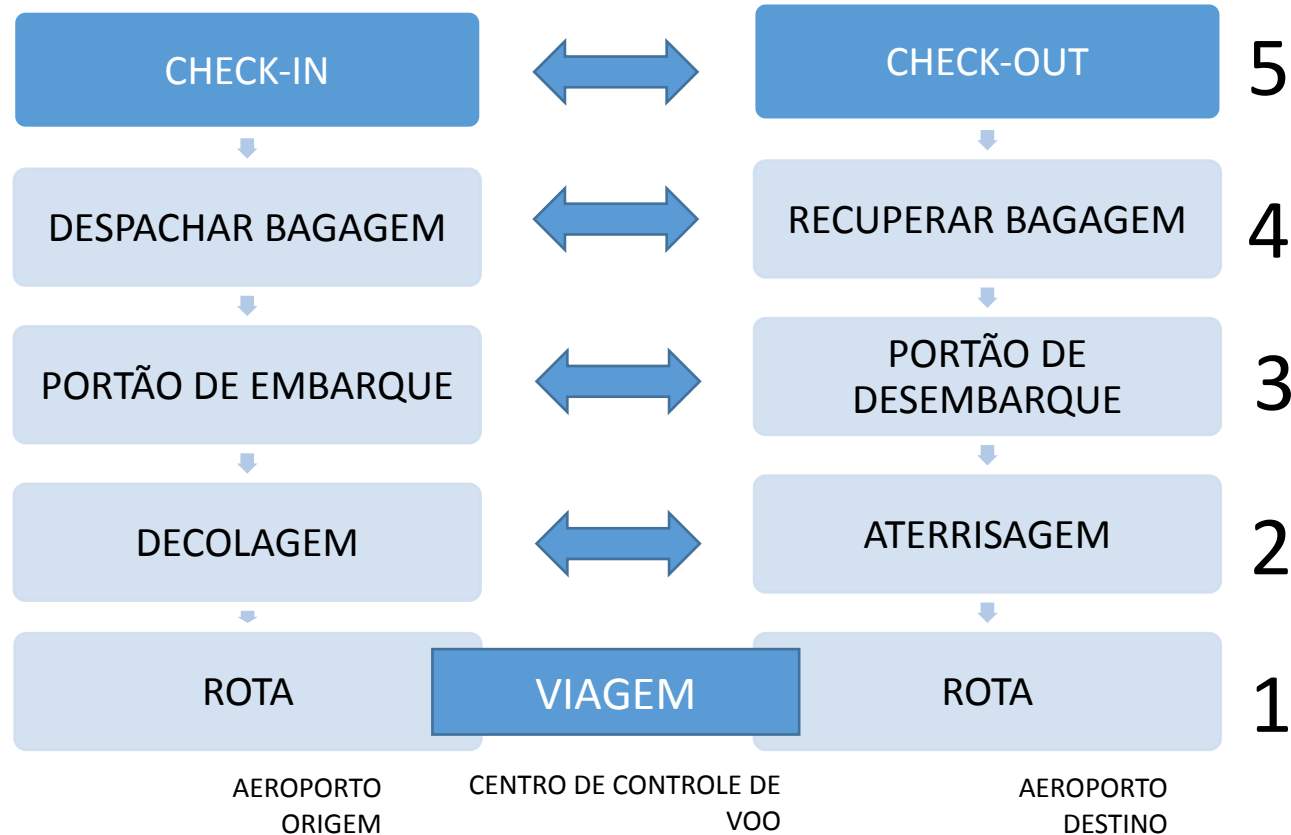 CHECK-IN
CHECK-OUT
5
DESPACHAR BAGAGEM
RECUPERAR BAGAGEM
4
PORTÃO DE EMBARQUE
PORTÃO DE
DESEMBARQUE
3
DECOLAGEM
ATERRISAGEM
2
ROTA
VIAGEM
ROTA
1
AEROPORTO
ORIGEM
CENTRO DE CONTROLE DE
VOO
AEROPORTO
DESTINO